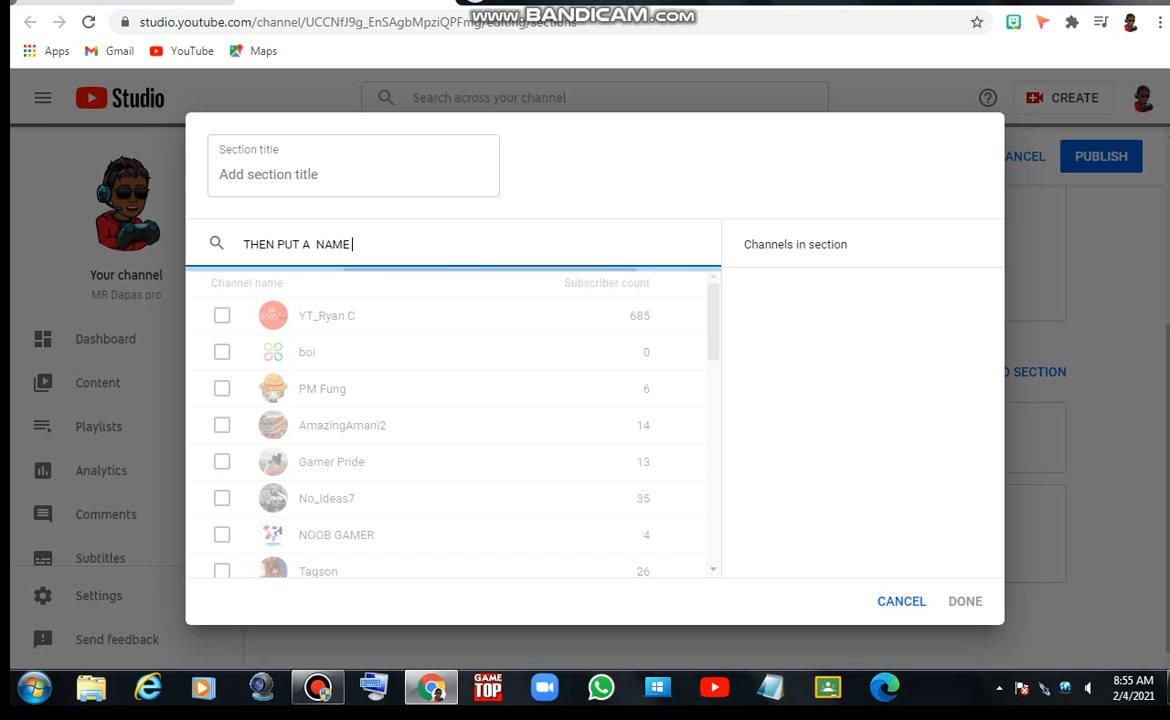 www.BANDICAM.com
studio.youtube.com/channel/UCCNfJ9g_EnSAgbMpziQPFmg/editing/sections
Apps
Gmail
YouTube
Maps
Studio
Search across your channel
CREATE
Section title
Add section title
ANCEL
PUBLISH
THEN PUT A  NAME
Channels in section
Channel name
Subscriber count
Your channel
MR Dapas pro
YT_Ryan C
685
Dashboard
boi
0
O SECTION
Content
PM Fung
6
Playlists
AmazingAmani2
14
Analytics
Gamer Pride
13
Comments
No_Ideas7
35
NOOB GAMER
4
Subtitles
Tagson
26
Settings
CANCEL
DONE
Send feedback
GAME
TOP
8:55 AM
2/4/2021